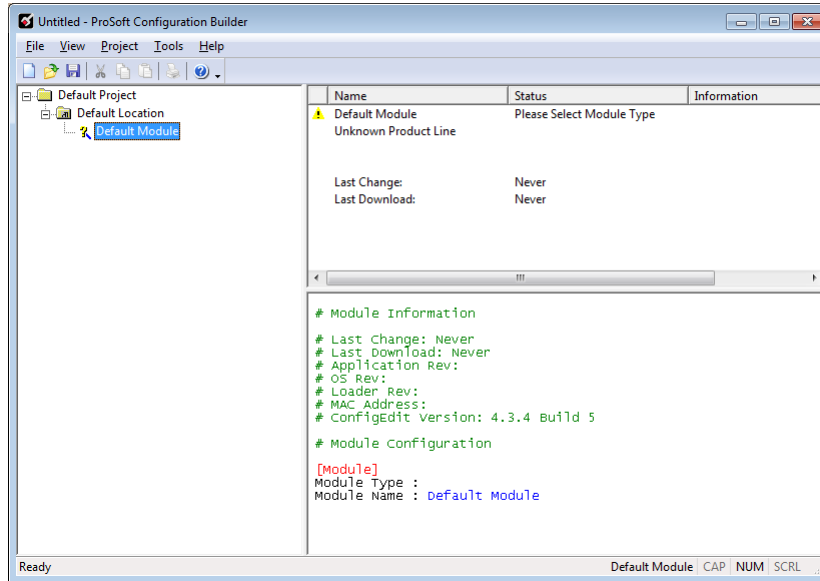 Untitled - ProSoft Configuration Builder
File View Project Tools Help
Default Project
Default Location
Default Module
Name Status Information
Default Module Please Select Module Type
Unknown Product Line
Last Change: Never
Last Download: Never
# Module Information
# Last Change: Never
# Last Download: Never
# Application Rev:
# OS Rev:
# Loader Rev:
# MAC Address:
# ConfigEdit Version: 4.3.4 Build 5
# Module Configuration
[Module]
Module Type :
Module Name : Default Module
Ready Default Module CAP NUM SCRL